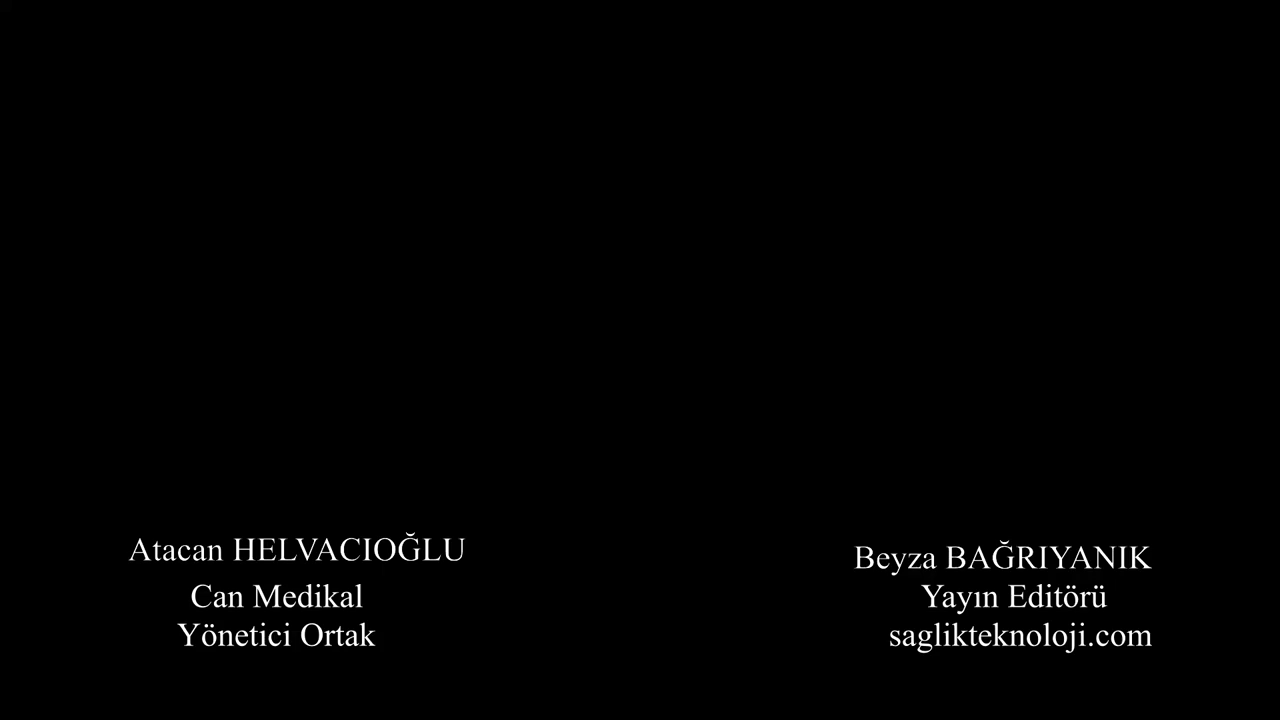 Atacan HELVACIOĞLU
Can Medikal
Yönetici Ortak
Beyza BAĞRIYANIK
Yayın Editörü
saglikteknoloji.com